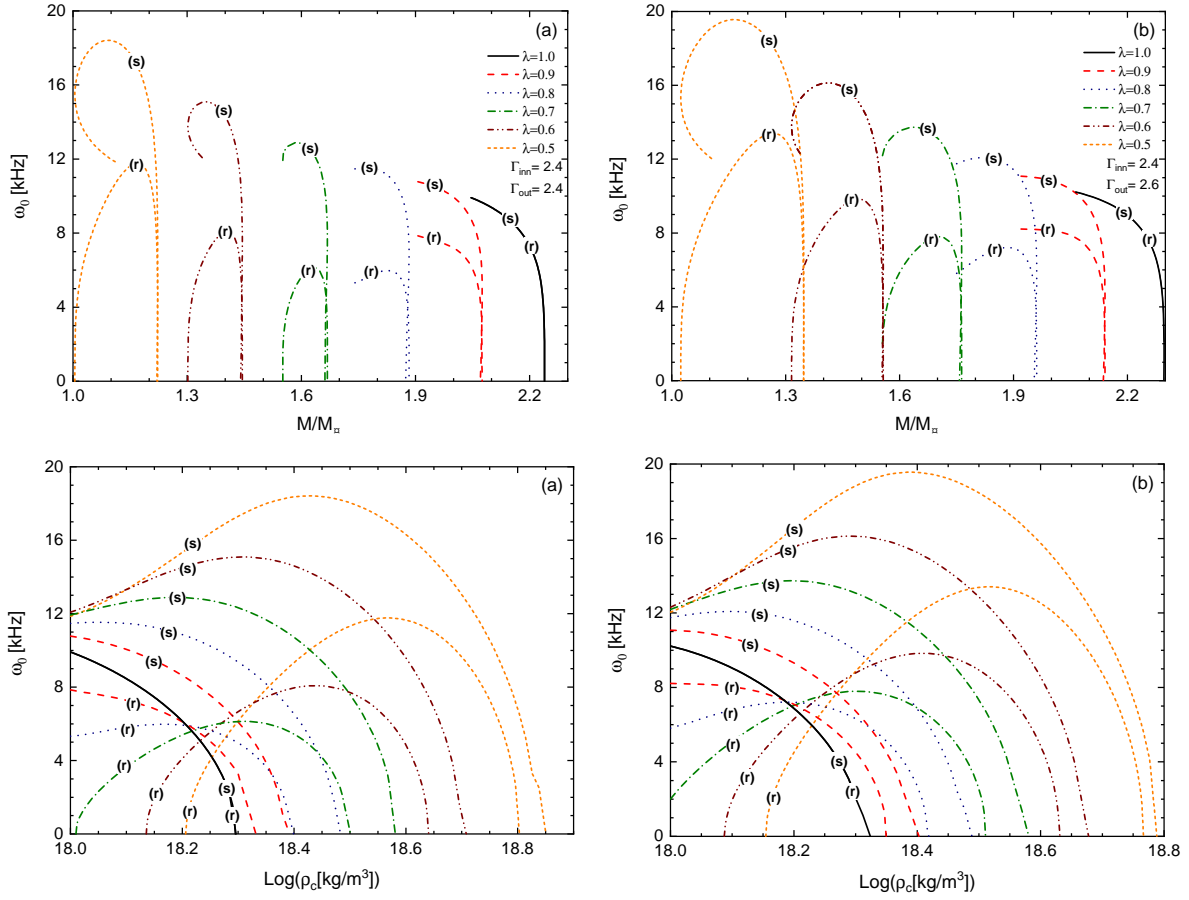 (a)
ω₀ [kHz]
20
16
12
8
4
0
1.0
1.3
1.6
1.9
2.2
M/M¤
λ=1.0
λ=0.9
λ=0.8
λ=0.7
λ=0.6
λ=0.5
Γinn= 2.4
Γout= 2.4
(s)
(s)
(s)
(s)
(s)
(s)
(r)
(r)
(r)
(r)
(r)
(r)
(b)
ω₀ [kHz]
20
16
12
8
4
0
1.0
1.3
1.6
1.9
2.2
M/M¤
λ=1.0
λ=0.9
λ=0.8
λ=0.7
λ=0.6
λ=0.5
Γinn= 2.4
Γout= 2.6
(s)
(s)
(s)
(s)
(s)
(s)
(r)
(r)
(r)
(r)
(r)
(r)
(a)
ω₀ [kHz]
20
16
12
8
4
0
18.0
18.2
18.4
18.6
18.8
Log(ρc[kg/m³])
(s)
(s)
(s)
(s)
(s)
(s)
(r)
(r)
(r)
(r)
(r)
(r)
(b)
ω₀ [kHz]
20
16
12
8
4
0
18.0
18.2
18.4
18.6
18.8
Log(ρc[kg/m³])
(s)
(s)
(s)
(s)
(s)
(s)
(r)
(r)
(r)
(r)
(r)
(r)